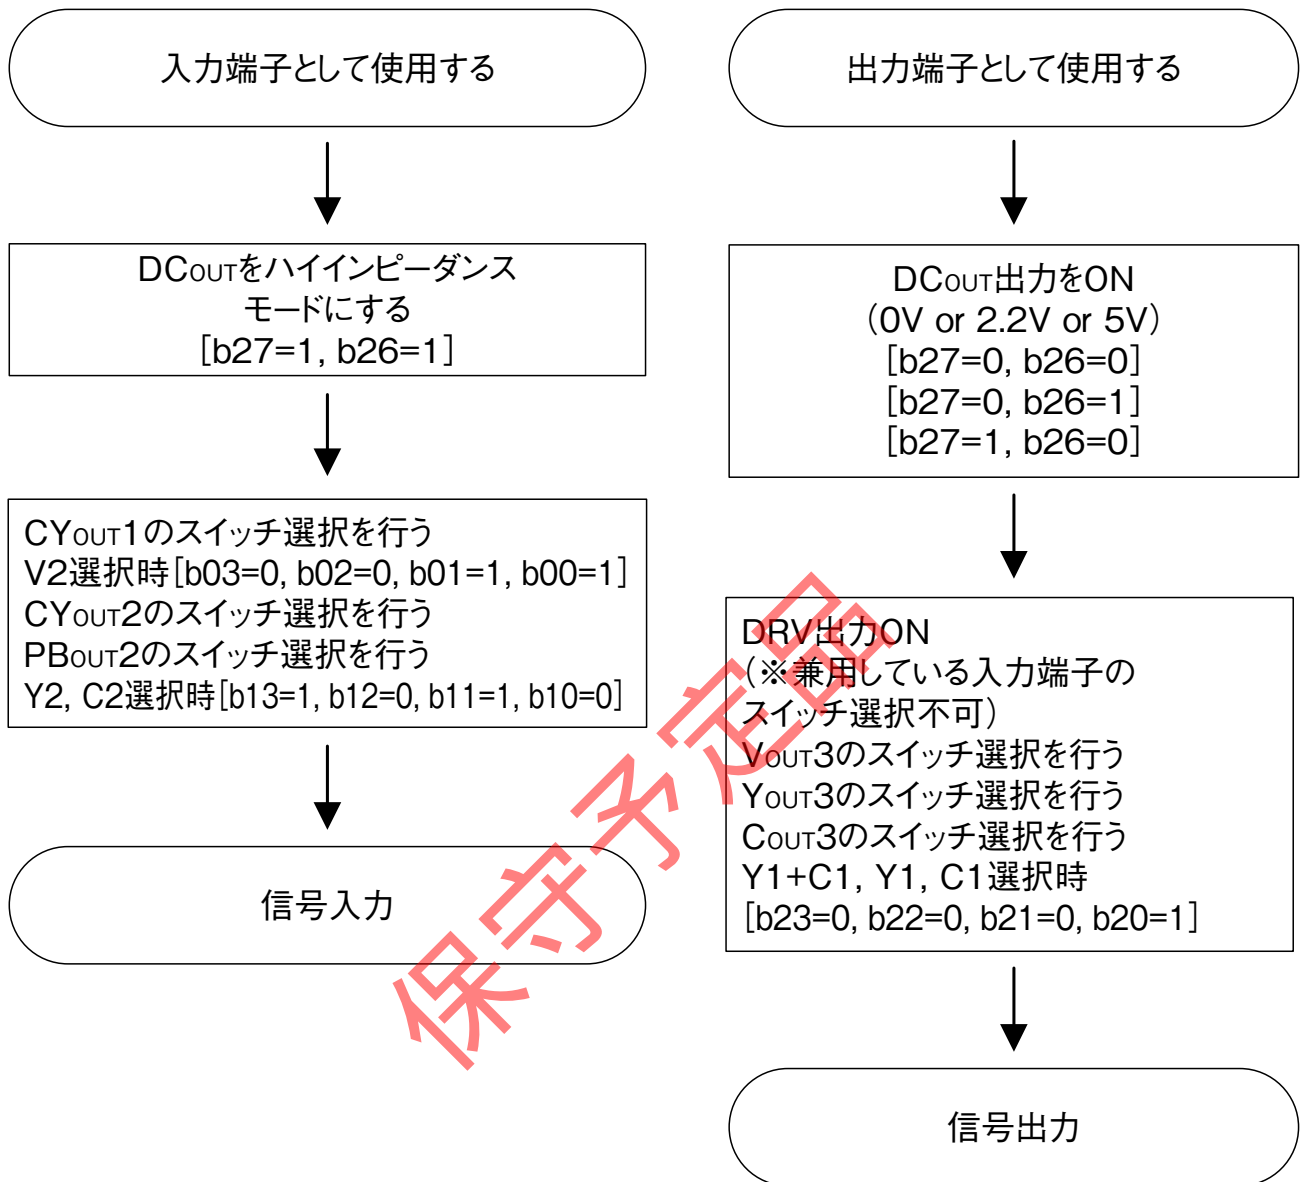 入力端子として使用する
DCOUTをハイインピーダンス
モードにする
[b27=1, b26=1]
CYOUT1のスイッチ選択を行う
V2選択時[b03=0, b02=0, b01=1, b00=1]
CYOUT2のスイッチ選択を行う
PBOUT2のスイッチ選択を行う
Y2, C2選択時[b13=1, b12=0, b11=1, b10=0]
信号入力
出力端子として使用する
DCOUT出力をON
(0V or 2.2V or 5V)
[b27=0, b26=0]
[b27=0, b26=1]
[b27=1, b26=0]
DRV出力ON
(※兼用している入力端子の
スイッチ選択不可)
VOUT3のスイッチ選択を行う
YOUT3のスイッチ選択を行う
COUT3のスイッチ選択を行う
Y1+C1, Y1, C1選択時
[b23=0, b22=0, b21=0, b20=1]
信号出力
保守予定品